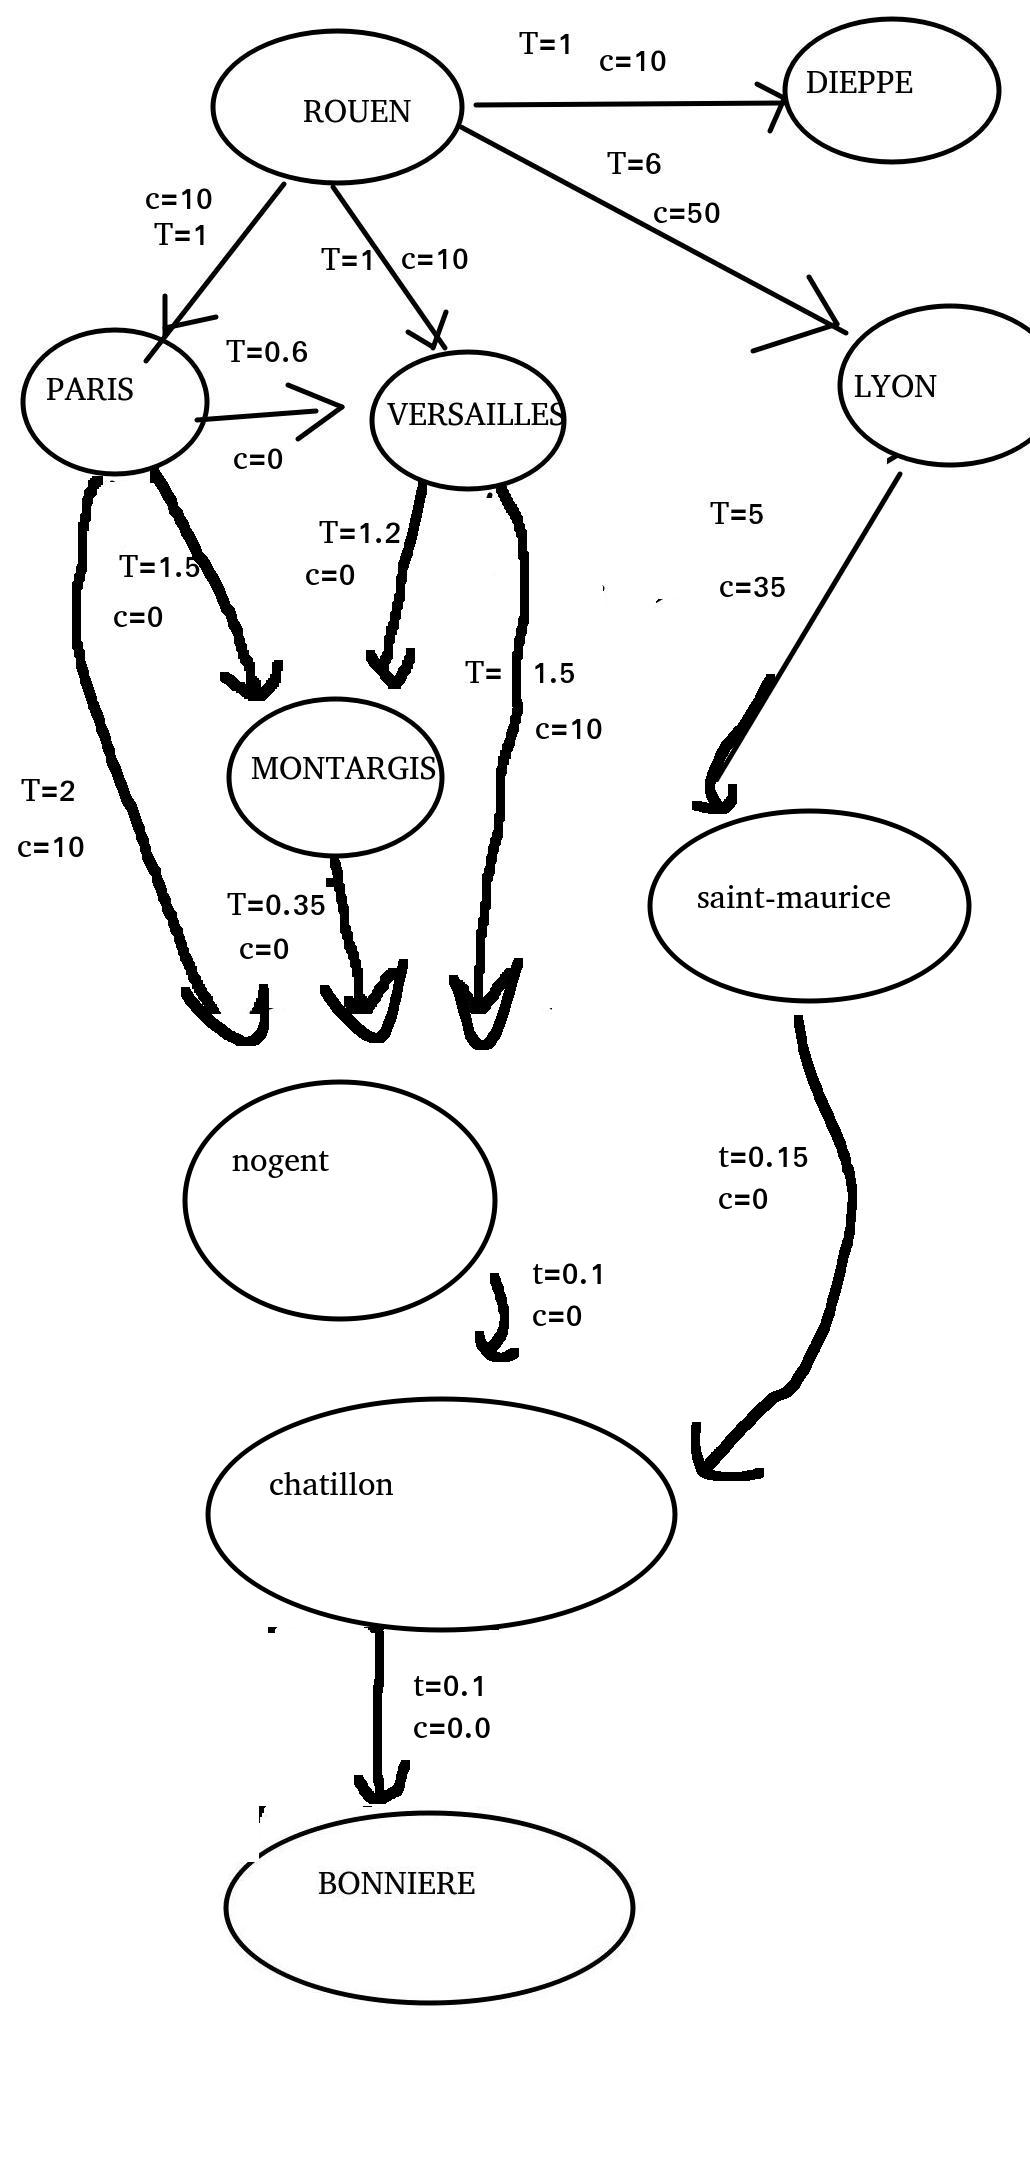 T=1
c=10
DIEPPE
ROUEN
T=6
c=50
c=10
T=1
T=1
c=10
T=0.6
PARIS
VERSAILLES
LYON
c=0
T=5
T=1.2
c=0
T=1.5
c=0
c=35
T= 1.5
c=10
MONTARGIS
T=2
c=10
T=0.35
c=0
saint-maurice
nogent
t=0.15
c=0
t=0.1
c=0
chatillon
t=0.1
c=0.0
BONNIERE